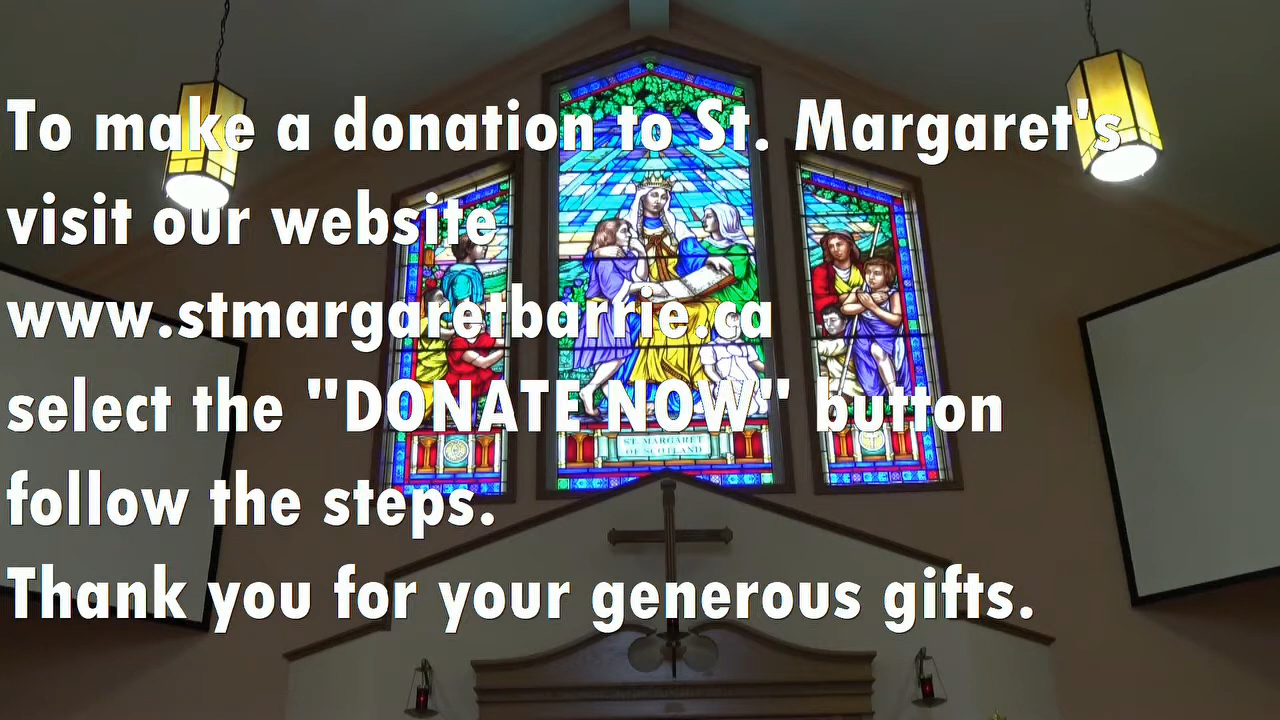 To make a donation to St. Margaret's
visit our website
www.stmargaretbarrie.ca
select the "DONATE NOW" button
follow the steps.
Thank you for your generous gifts.
ST. MARGARET
OF SCOTLAND